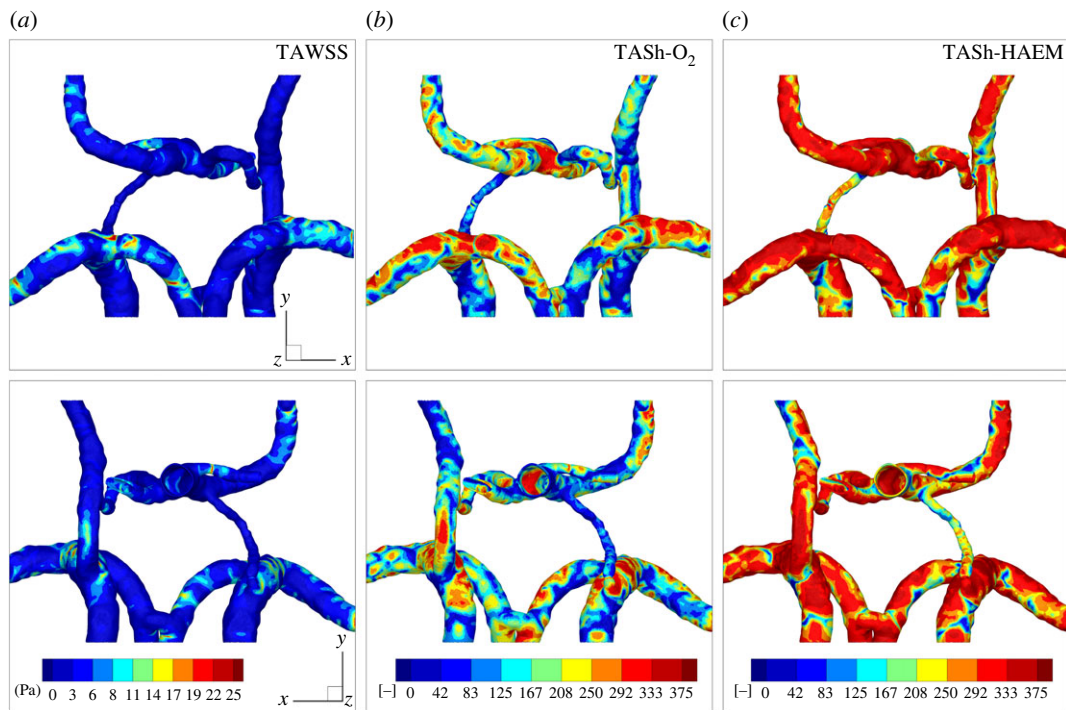 (a)
(b)
(c)
TAWSS
TASh-O₂
TASh-HAEM
y
z
x
y
x
z
(Pa)
0 3 6 8 11 14 17 19 22 25
[–]
0 42 83 125 167 208 250 292 333 375
[–]
0 42 83 125 167 208 250 292 333 375